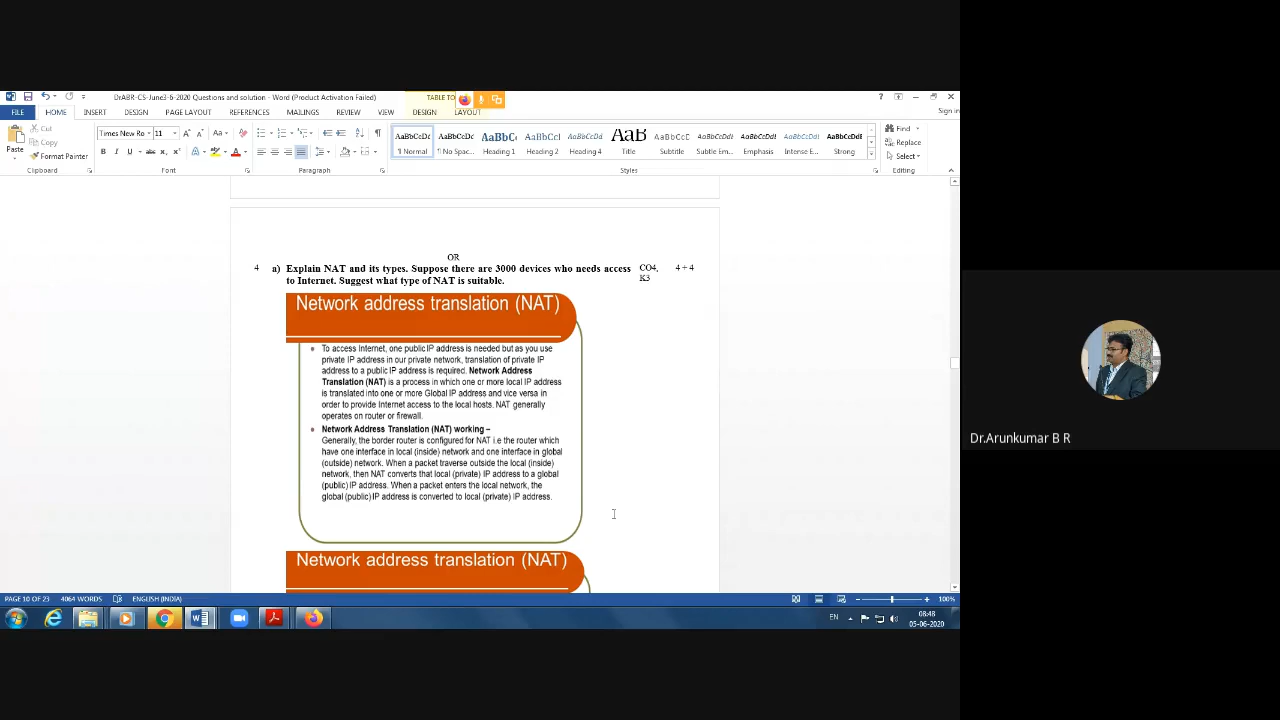 DrABR-CS-June3-6-2020 Questions and solution - Word (Product Activation Failed)
TABLE TO
FILE HOME INSERT DESIGN PAGE LAYOUT REFERENCES MAILINGS REVIEW VIEW DESIGN LAYOUT
Sign in
Paste
Cut
Copy
Format Painter
Clipboard
Times New Ro 11
Font
Paragraph
AaBbCcDc AaBbCcDc AaBbC AaBbCcI AaBbCcDd AaB AaBbCcD AaBbCcDd AaBbCcDdl AaBbCcDdl AaBbCcDdl
¶ Normal ¶ No Spac... Heading 1 Heading 2 Heading 4 Title Subtitle Subtle Em... Emphasis Intense E... Strong
Styles
Find
Replace
Select
Editing
OR
4 a) Explain NAT and its types. Suppose there are 3000 devices who needs access CO4, 4 + 4
to Internet. Suggest what type of NAT is suitable. K3
Network address translation (NAT)
To access Internet, one public IP address is needed but as you use
private IP address in our private network, translation of private IP
address to a public IP address is required. Network Address
Translation (NAT) is a process in which one or more local IP address
is translated into one or more Global IP address and vice versa in
order to provide Internet access to the local hosts. NAT generally
operates on router or firewall.
Network Address Translation (NAT) working –
Generally, the border router is configured for NAT i.e the router which
have one interface in local (inside) network and one interface in global
(outside) network. When a packet traverse outside the local (inside)
network, then NAT converts that local (private) IP address to a global
(public) IP address. When a packet enters the local network, the
global (public) IP address is converted to local (private) IP address.
Network address translation (NAT)
PAGE 10 OF 23 4064 WORDS ENGLISH (INDIA) 100%
EN
08:48
05-06-2020
Dr.Arunkumar B R